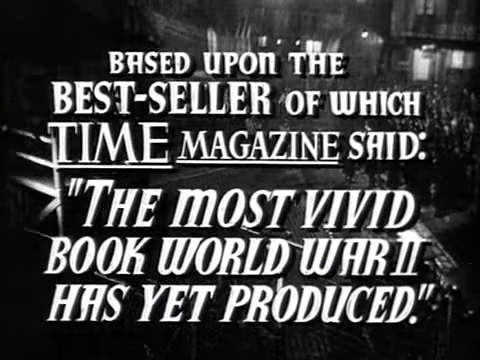 BASED UPON THE
BEST-SELLER OF WHICH
TIME MAGAZINE SAID:
"THE MOST VIVID
BOOK WORLD WAR II
HAS YET PRODUCED."